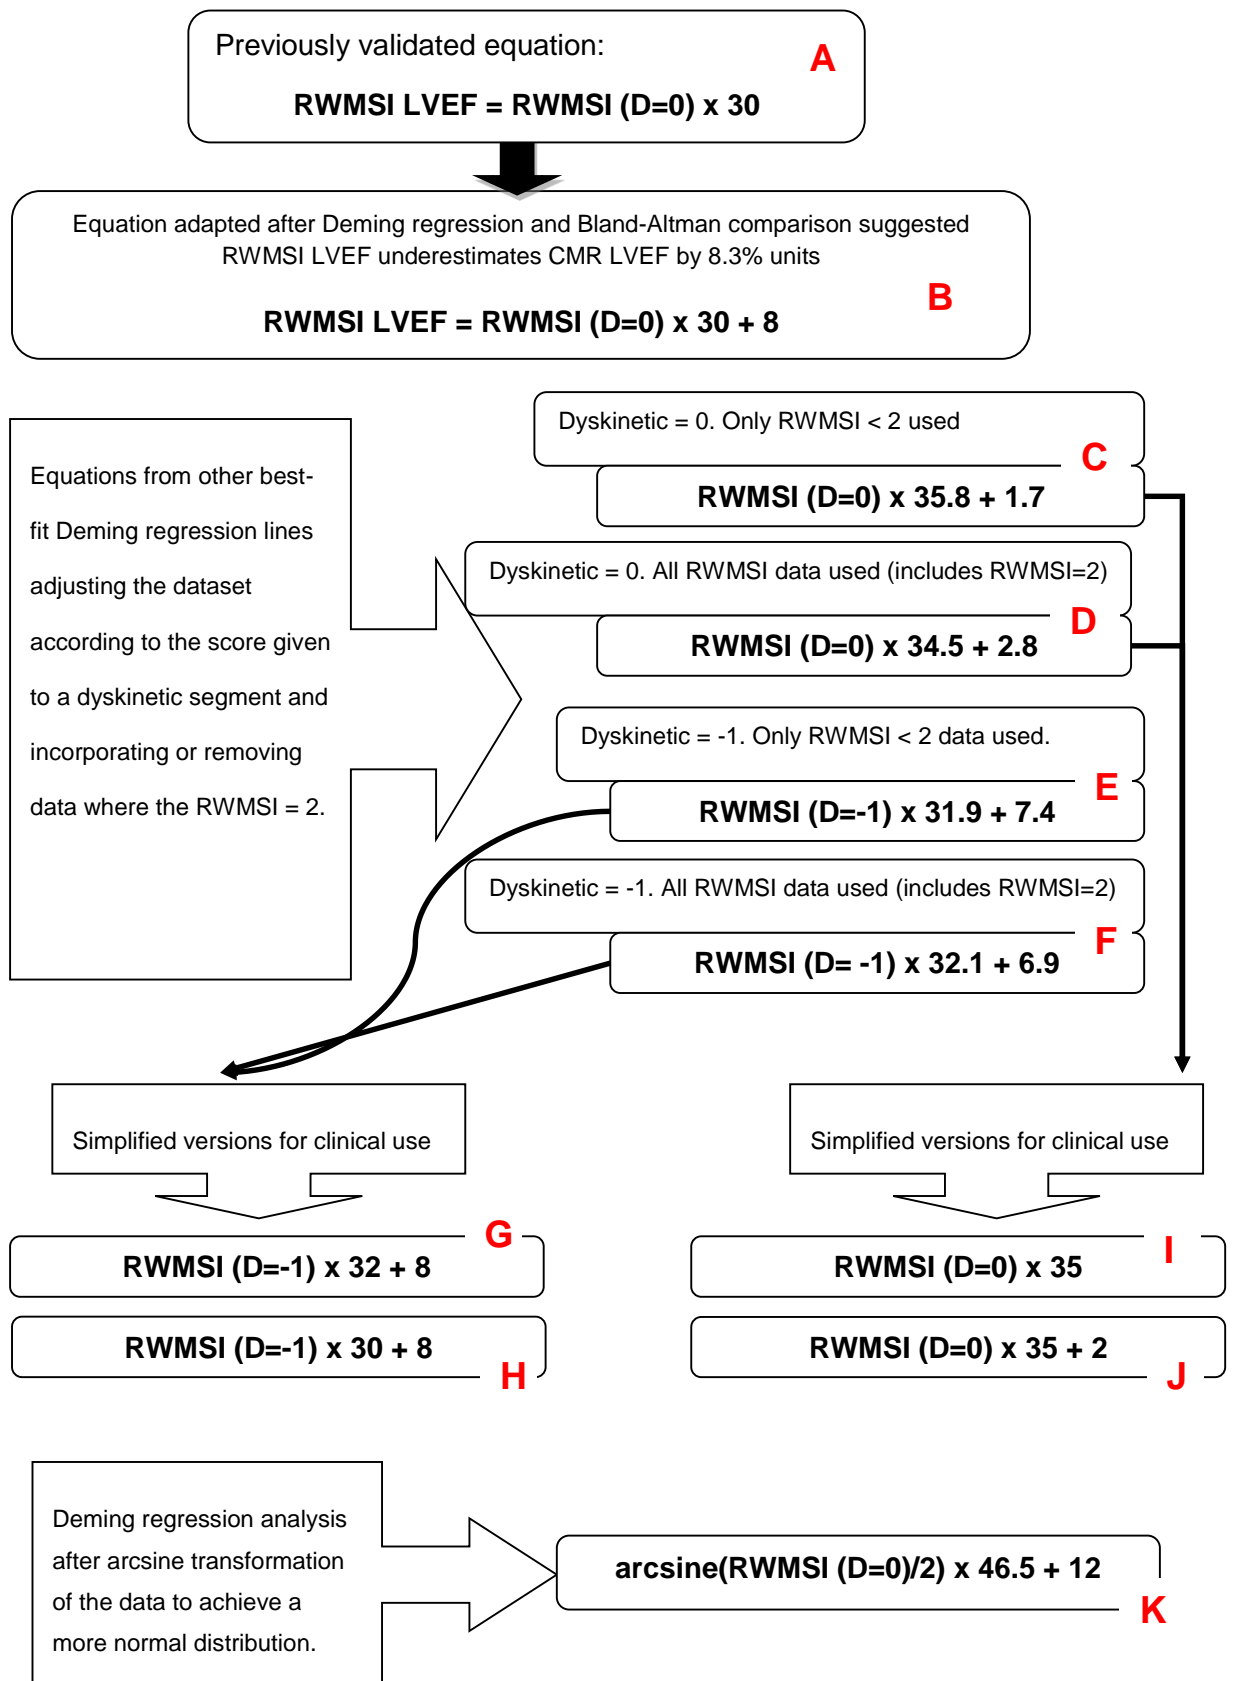 Previously validated equation:
A
RWMSI LVEF = RWMSI (D=0) x 30
Equation adapted after Deming regression and Bland-Altman comparison suggested
RWMSI LVEF underestimates CMR LVEF by 8.3% units
B
RWMSI LVEF = RWMSI (D=0) x 30 + 8
Equations from other best-
fit Deming regression lines
adjusting the dataset
according to the score given
to a dyskinetic segment and
incorporating or removing
data where the RWMSI = 2.
Dyskinetic = 0. Only RWMSI < 2 used
C
RWMSI (D=0) x 35.8 + 1.7
Dyskinetic = 0. All RWMSI data used (includes RWMSI=2)
D
RWMSI (D=0) x 34.5 + 2.8
Dyskinetic = -1. Only RWMSI < 2 data used.
E
RWMSI (D=-1) x 31.9 + 7.4
Dyskinetic = -1. All RWMSI data used (includes RWMSI=2)
F
RWMSI (D= -1) x 32.1 + 6.9
Simplified versions for clinical use
G
RWMSI (D=-1) x 32 + 8
RWMSI (D=-1) x 30 + 8
H
Simplified versions for clinical use
I
RWMSI (D=0) x 35
RWMSI (D=0) x 35 + 2
J
Deming regression analysis
after arcsine transformation
of the data to achieve a
more normal distribution.
arcsine(RWMSI (D=0)/2) x 46.5 + 12
K